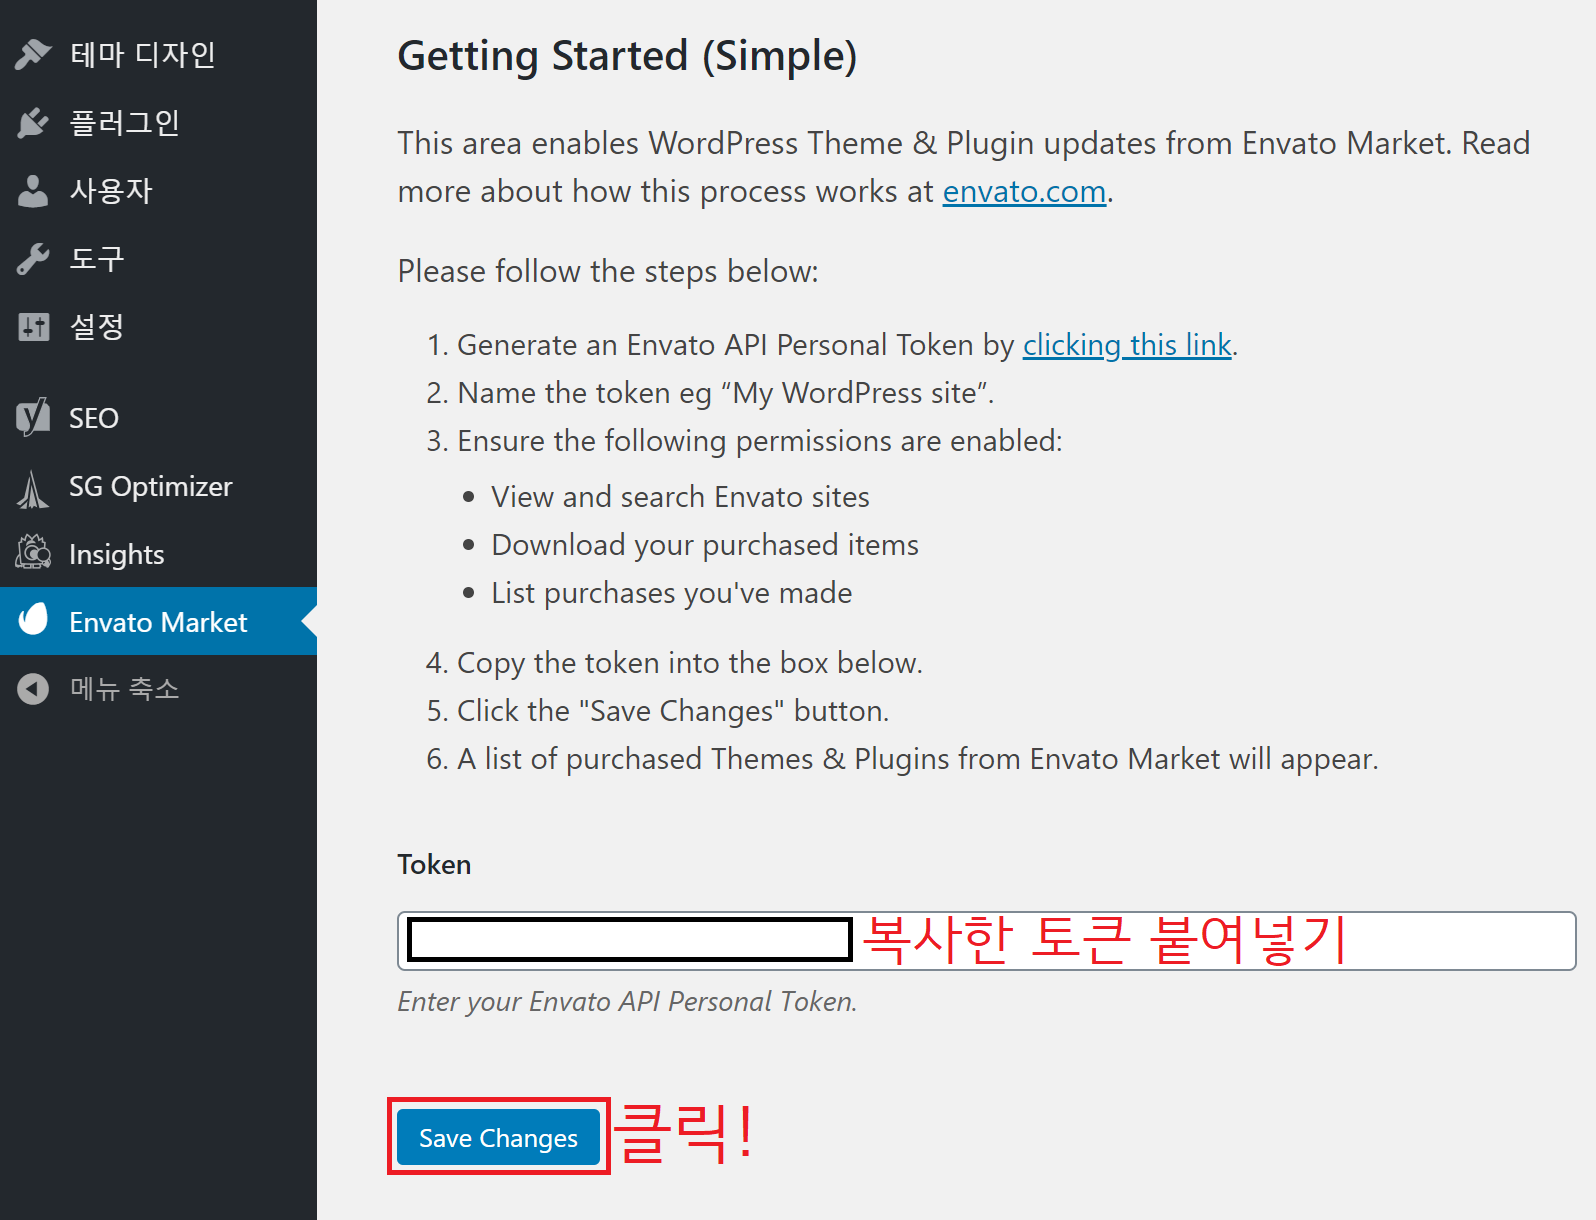 테마 디자인
플러그인
사용자
도구
설정
SEO
SG Optimizer
Insights
Envato Market
메뉴 축소
Getting Started (Simple)
This area enables WordPress Theme & Plugin updates from Envato Market. Read
more about how this process works at envato.com.
Please follow the steps below:
1. Generate an Envato API Personal Token by clicking this link.
2. Name the token eg “My WordPress site”.
3. Ensure the following permissions are enabled:
• View and search Envato sites
• Download your purchased items
• List purchases you've made
4. Copy the token into the box below.
5. Click the "Save Changes" button.
6. A list of purchased Themes & Plugins from Envato Market will appear.
Token
복사한 토큰 붙여넣기
Enter your Envato API Personal Token.
Save Changes 클릭!